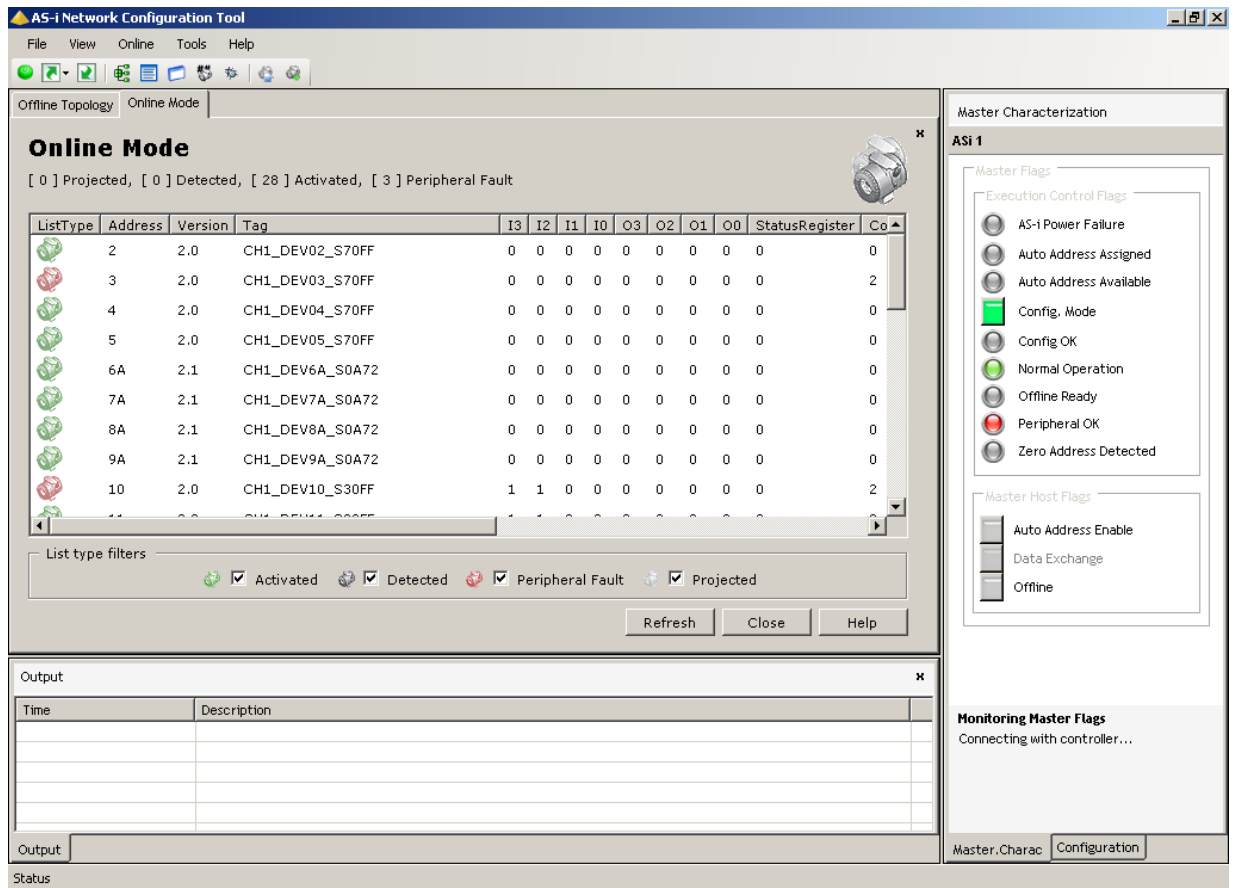 AS-i Network Configuration Tool
File View Online Tools Help
Offline Topology Online Mode
Online Mode
[ 0 ] Projected, [ 0 ] Detected, [ 28 ] Activated, [ 3 ] Peripheral Fault
ListType Address Version Tag I3 I2 I1 I0 O3 O2 O1 O0 StatusRegister Co
2 2.0 CH1_DEV02_S70FF 0 0 0 0 0 0 0 0 0 0
3 2.0 CH1_DEV03_S70FF 0 0 0 0 0 0 0 0 0 2
4 2.0 CH1_DEV04_S70FF 0 0 0 0 0 0 0 0 0 0
5 2.0 CH1_DEV05_S70FF 0 0 0 0 0 0 0 0 0 0
6A 2.1 CH1_DEV6A_S0A72 0 0 0 0 0 0 0 0 0 0
7A 2.1 CH1_DEV7A_S0A72 0 0 0 0 0 0 0 0 0 0
8A 2.1 CH1_DEV8A_S0A72 0 0 0 0 0 0 0 0 0 0
9A 2.1 CH1_DEV9A_S0A72 0 0 0 0 0 0 0 0 0 0
10 2.0 CH1_DEV10_S30FF 1 1 0 0 0 0 0 0 0 2
List type filters
Activated Detected Peripheral Fault Projected
Refresh Close Help
Output
Time Description
Output
Status
Master Characterization
ASi 1
Master Flags
Execution Control Flags
AS-i Power Failure
Auto Address Assigned
Auto Address Available
Config. Mode
Config OK
Normal Operation
Offline Ready
Peripheral OK
Zero Address Detected
Master Host Flags
Auto Address Enable
Data Exchange
Offline
Monitoring Master Flags
Connecting with controller...
Master.Charac Configuration